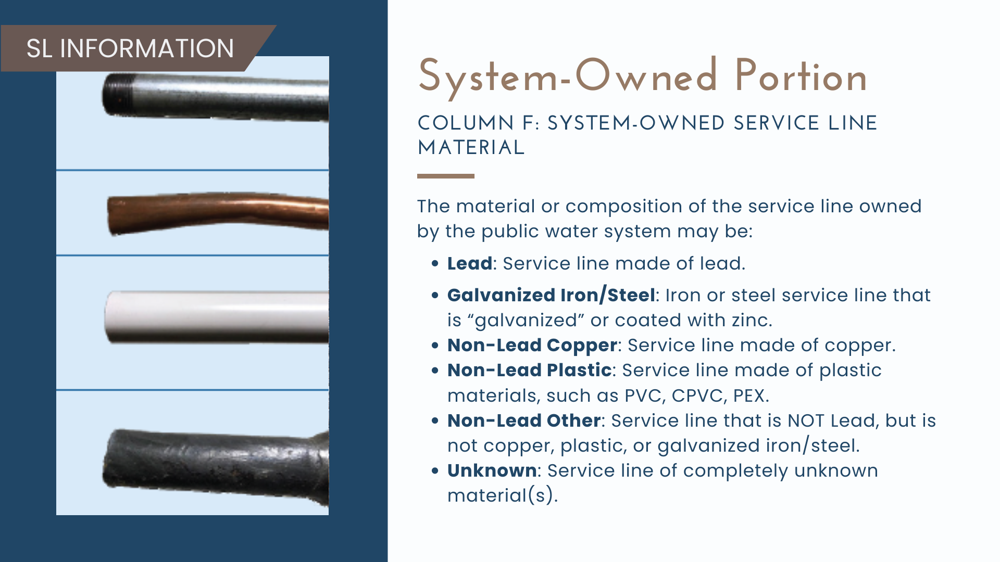 SL INFORMATION
System-Owned Portion
COLUMN F: SYSTEM-OWNED SERVICE LINE
MATERIAL
The material or composition of the service line owned
by the public water system may be:
• Lead: Service line made of lead.
• Galvanized Iron/Steel: Iron or steel service line that
is “galvanized” or coated with zinc.
• Non-Lead Copper: Service line made of copper.
• Non-Lead Plastic: Service line made of plastic
materials, such as PVC, CPVC, PEX.
• Non-Lead Other: Service line that is NOT Lead, but is
not copper, plastic, or galvanized iron/steel.
• Unknown: Service line of completely unknown
material(s).